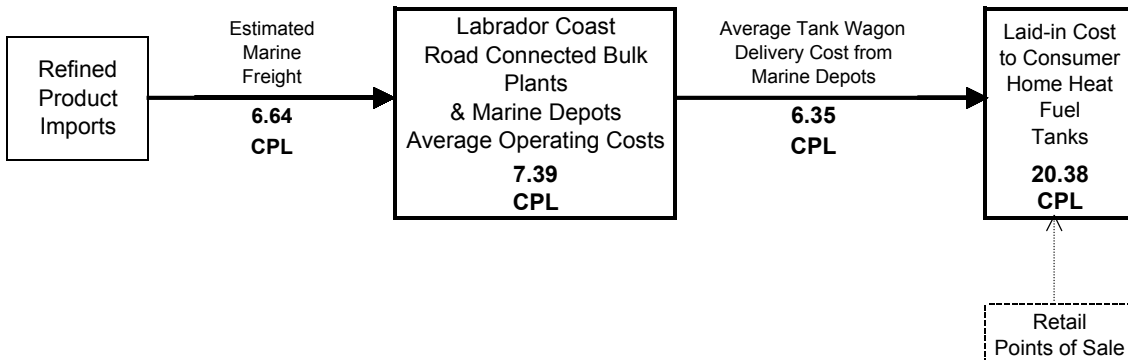 Refined
Product
Imports
Estimated
Marine
Freight
6.64
CPL
Labrador Coast
Road Connected Bulk
Plants
& Marine Depots
Average Operating Costs
7.39
CPL
Average Tank Wagon
Delivery Cost from
Marine Depots
6.35
CPL
Laid-in Cost
to Consumer
Home Heat
Fuel
Tanks
20.38
CPL
Retail
Points of Sale